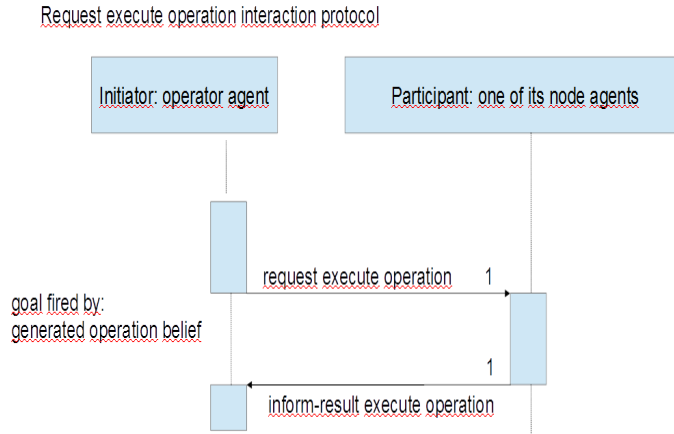 Request execute operation interaction protocol
Initiator: operator agent
Participant: one of its node agents
request execute operation 1
goal fired by:
generated operation belief
1
inform-result execute operation